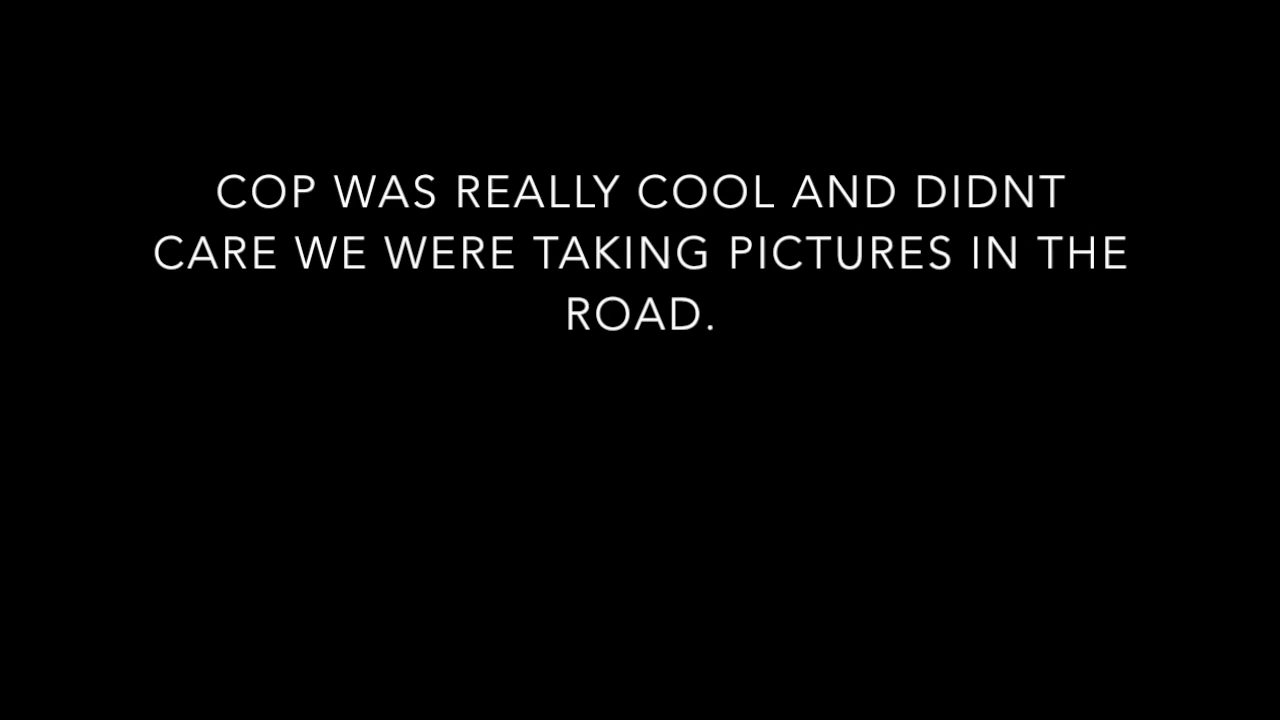 COP WAS REALLY COOL AND DIDNT
CARE WE WERE TAKING PICTURES IN THE
ROAD.